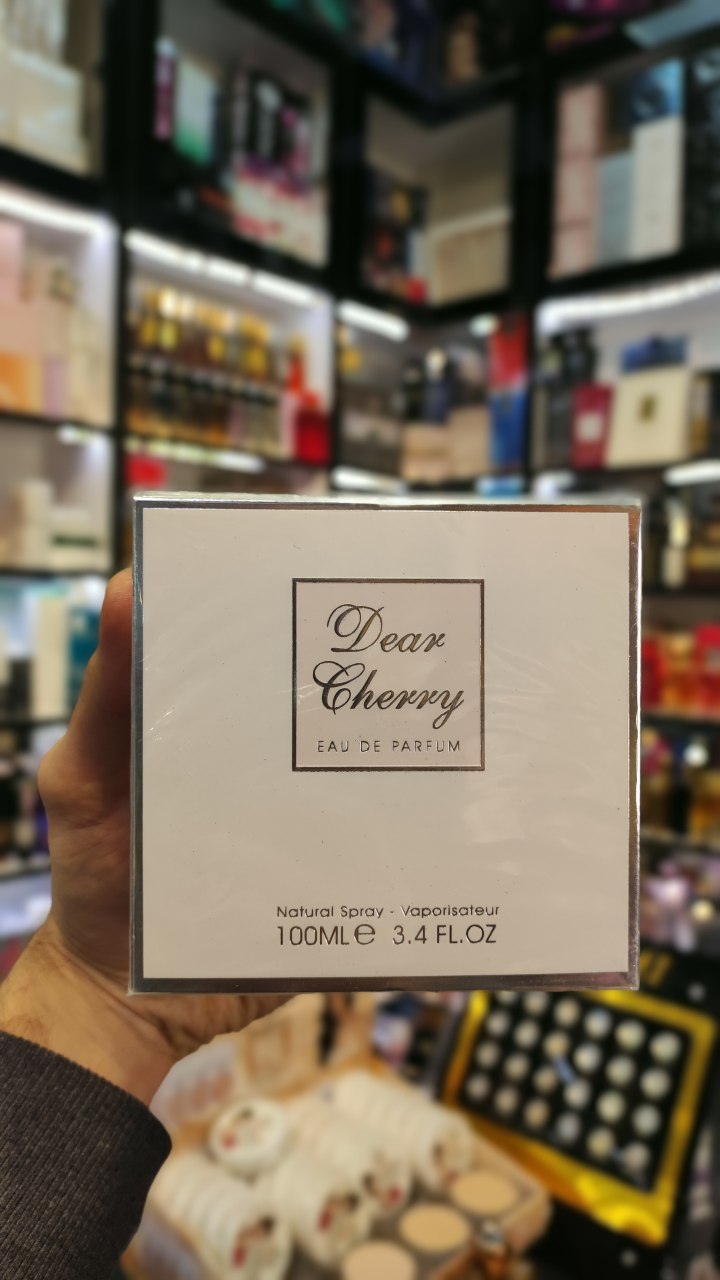 Dear
Cherry
EAU DE PARFUM
Natural Spray - Vaporisateur
100ML℮ 3.4 FL.OZ